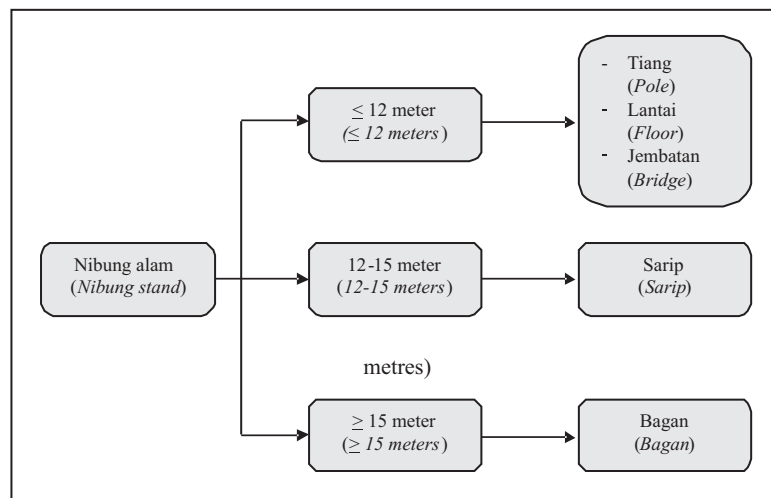 ≤ 12 meter
(≤ 12 meters)
- Tiang
(Pole)
- Lantai
(Floor)
- Jembatan
(Bridge)
Nibung alam
(Nibung stand)
12-15 meter
(12-15 meters)
Sarip
(Sarip)
metres)
≥ 15 meter
(≥ 15 meters)
Bagan
(Bagan)